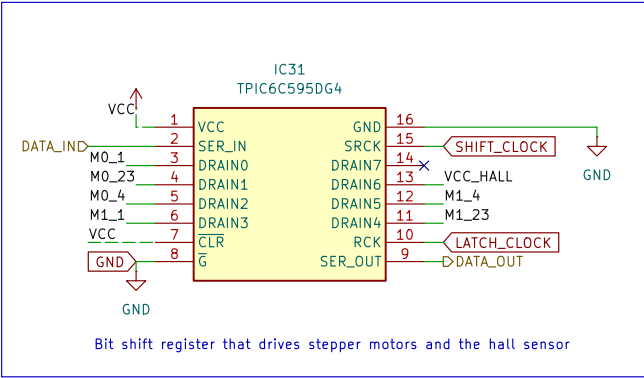 IC31
TPIC6C595DG4
VCC
1 VCC GND 16
DATA_IN 2 SER_IN SRCK 15 SHIFT_CLOCK
M0_1 3 DRAIN0 DRAIN7 14
M0_23 4 DRAIN1 DRAIN6 13 VCC_HALL
M0_4 5 DRAIN2 DRAIN5 12 M1_4
M1_1 6 DRAIN3 DRAIN4 11 M1_23
VCC 7 CLR RCK 10 LATCH_CLOCK
GND 8 G SER_OUT 9 DATA_OUT
GND
GND
Bit shift register that drives stepper motors and the hall sensor